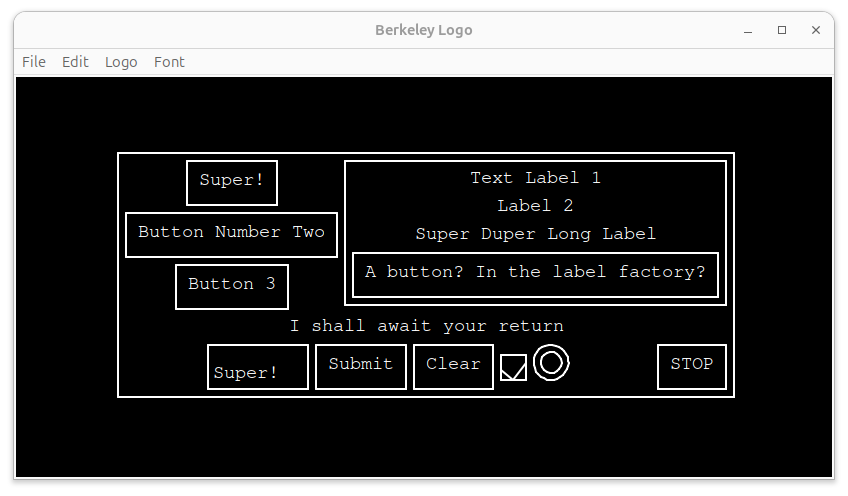 Berkeley Logo
File Edit Logo Font
Super!
Button Number Two
Button 3
Text Label 1
Label 2
Super Duper Long Label
A button? In the label factory?
I shall await your return
Super! Submit Clear STOP